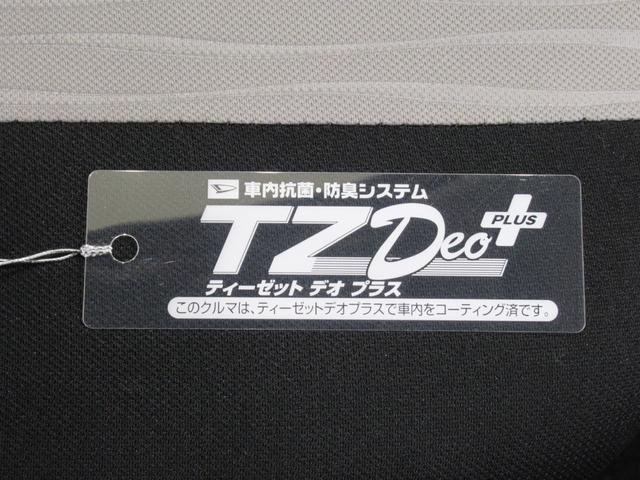 車内抗菌・防臭システム
TZ Deo PLUS
ティーゼット デオ プラス
このクルマは、ティーゼットデオプラスで車内をコーティング済です。